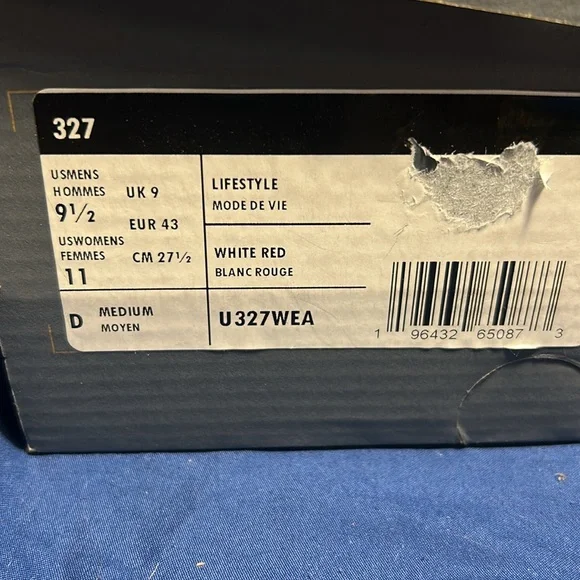 327
USMENS
HOMMES
9½
UK 9
EUR 43
USWOMENS
FEMMES
11
CM 27½
D
MEDIUM
MOYEN
LIFESTYLE
MODE DE VIE
WHITE RED
BLANC ROUGE
U327WEA
1 96432 65087 3